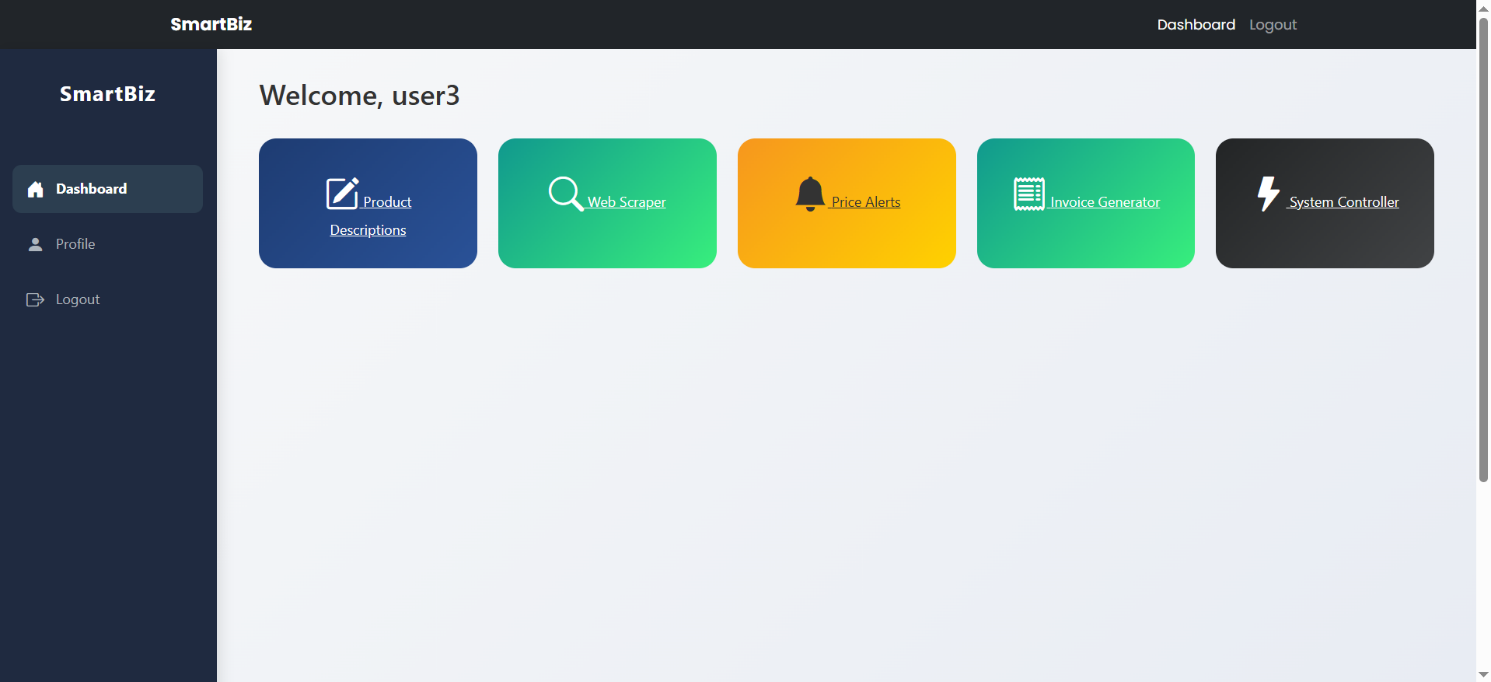 SmartBiz
Dashboard Logout
SmartBiz
Dashboard
Profile
Logout
Welcome, user3
Product
Descriptions
Web Scraper
Price Alerts
Invoice Generator
System Controller